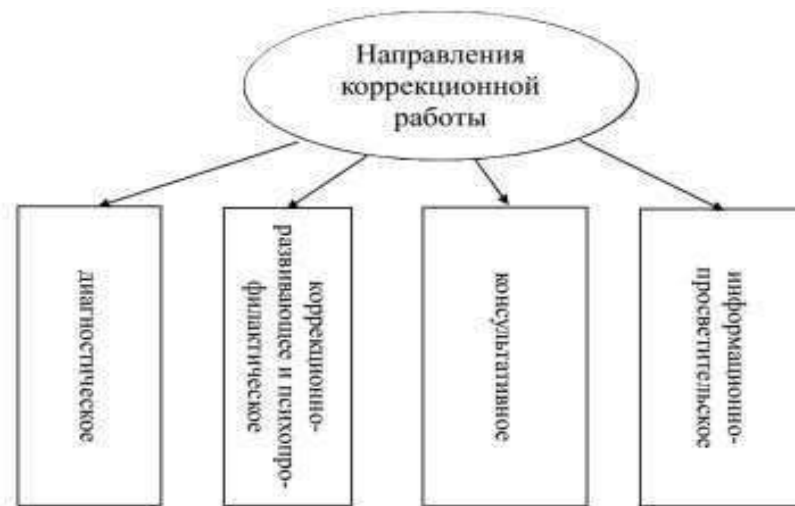 Направления
коррекционной
работы
диагностическое
коррекционно-
развивающее и психопро-
филактическое
консультативное
информационно-
просветительское